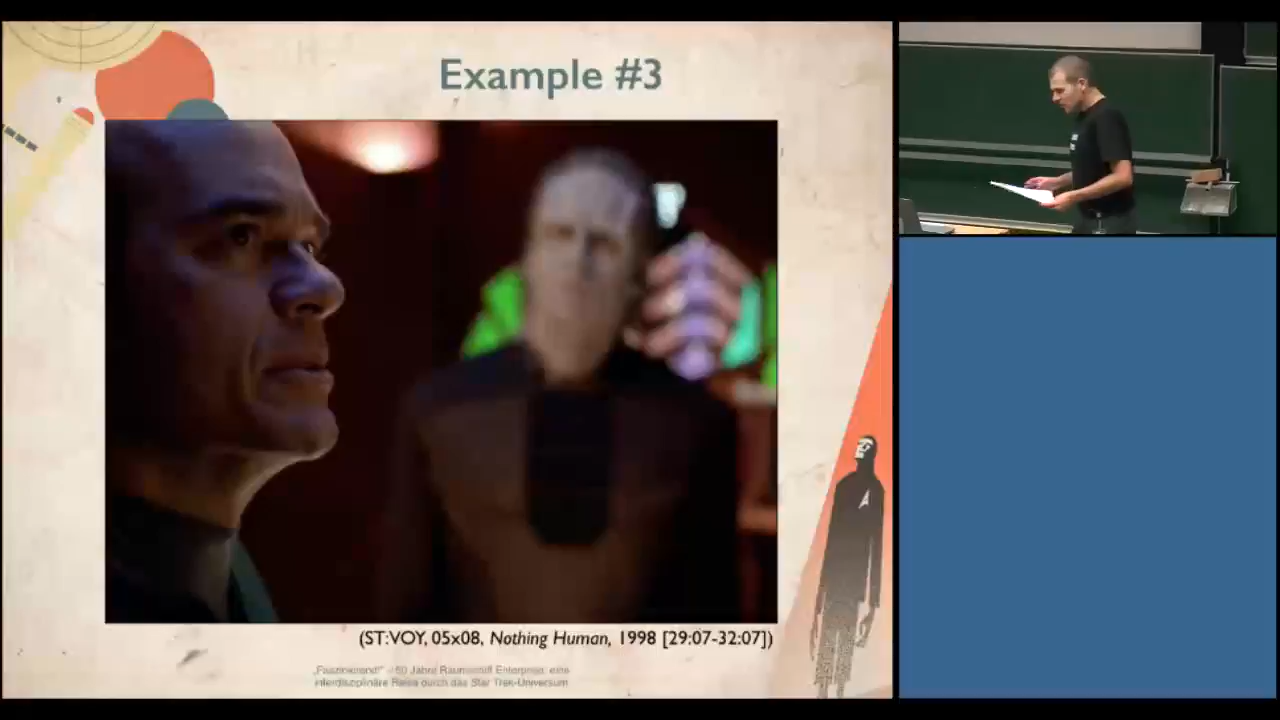 Example #3
(ST:VOY, 05x08, Nothing Human, 1998 [29:07-32:07])
„Faszinierend!“ - 50 Jahre Raumschiff Enterprise: eine
interdisziplinäre Reise durch das Star Trek-Universum